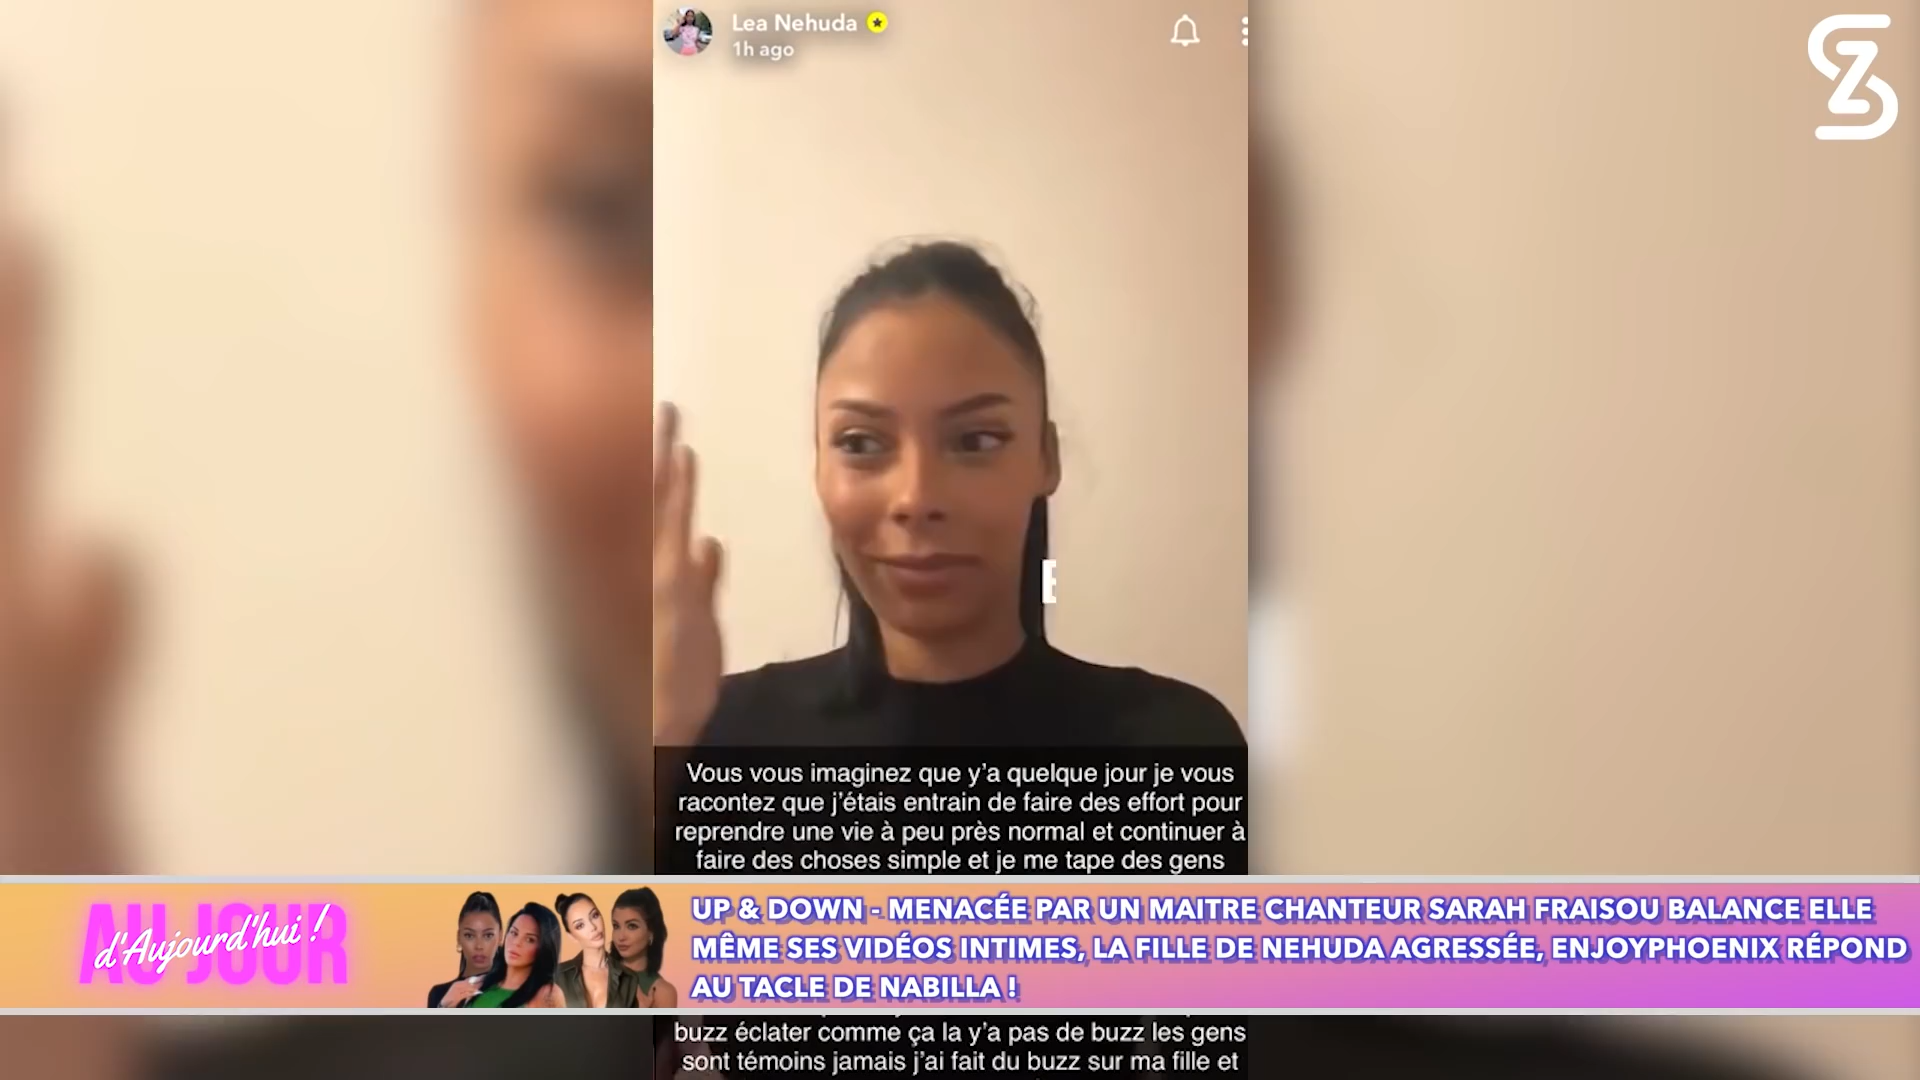 Lea Nehuda
1h ago
SZ
E
Vous vous imaginez que y'a quelque jour je vous
racontez que j'étais entrain de faire des effort pour
reprendre une vie à peu près normal et continuer à
faire des choses simple et je me tape des gens
AU JOUR
d'Aujourd'hui !
UP & DOWN - MENACÉE PAR UN MAITRE CHANTEUR SARAH FRAISOU BALANCE ELLE
MÊME SES VIDÉOS INTIMES, LA FILLE DE NEHUDA AGRESSÉE, ENJOYPHOENIX RÉPOND
AU TACLE DE NABILLA !
buzz éclater comme ça la y'a pas de buzz les gens
sont témoins jamais j'ai fait du buzz sur ma fille et